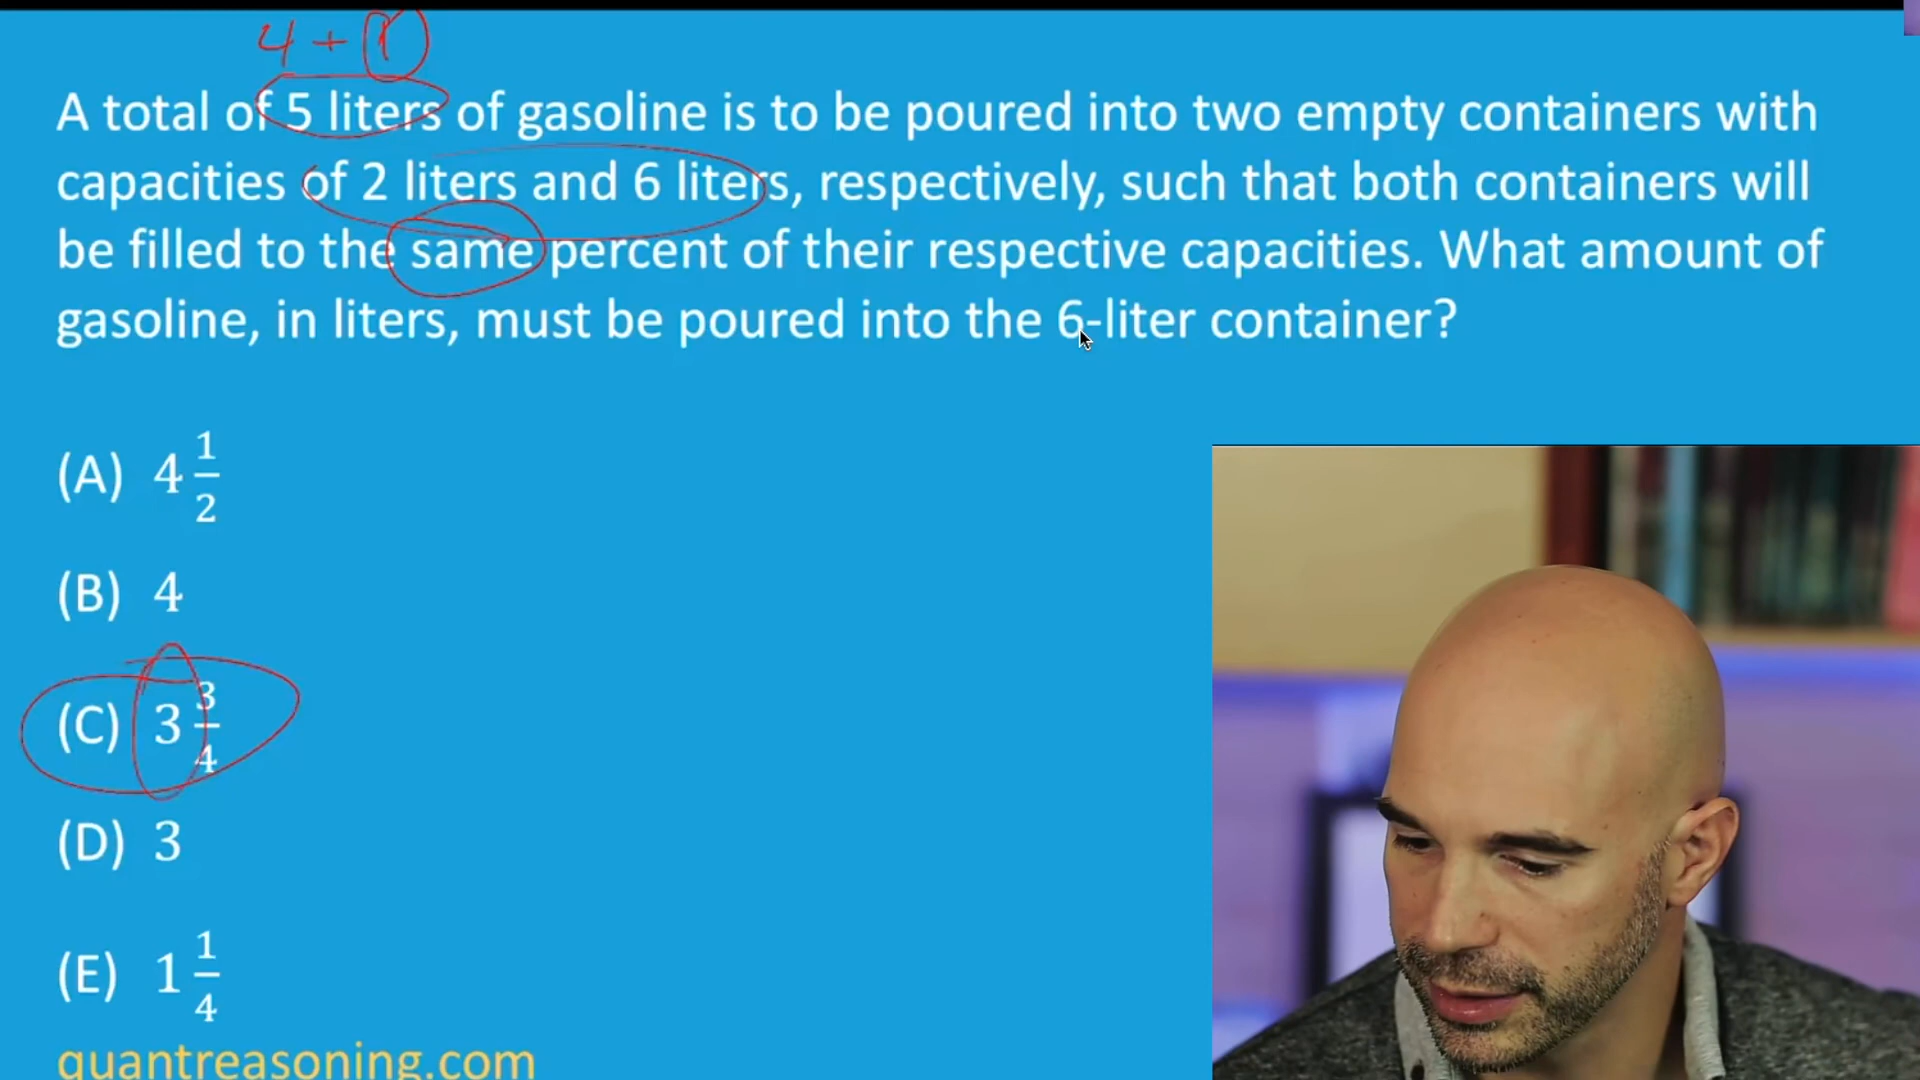 4 + 1
A total of 5 liters of gasoline is to be poured into two empty containers with
capacities of 2 liters and 6 liters, respectively, such that both containers will
be filled to the same percent of their respective capacities. What amount of
gasoline, in liters, must be poured into the 6-liter container?
(A) 4 1/2
(B) 4
(C) 3 3/4
(D) 3
(E) 1 1/4
quantreasoning.com